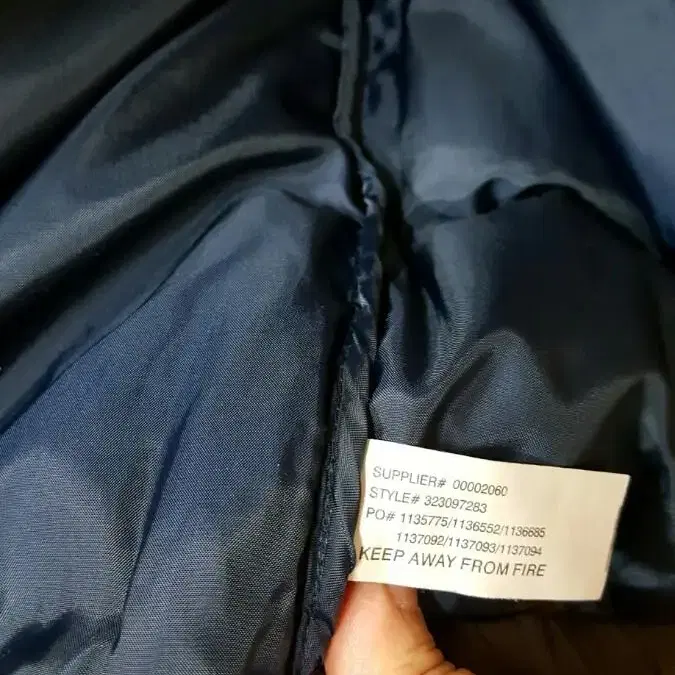 SUPPLIER# 00002060
STYLE# 323097283
PO# 1135775/1136552/1136685
1137092/1137093/1137094
KEEP AWAY FROM FIRE